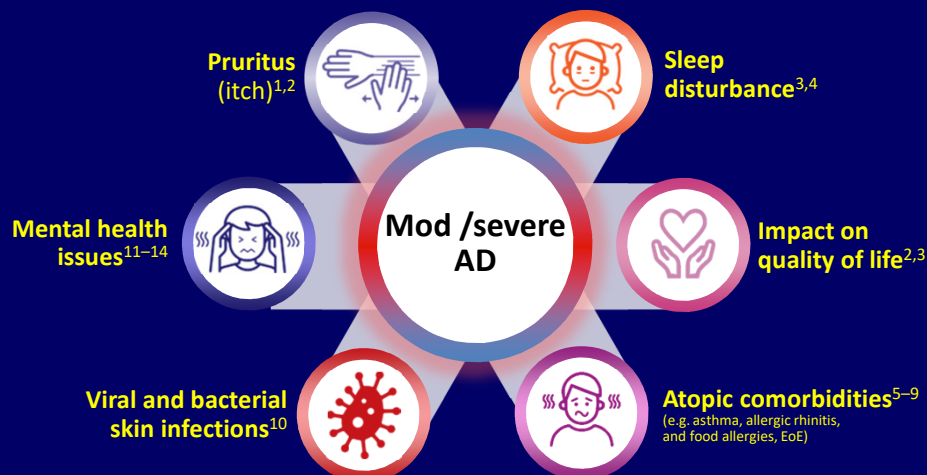 Pruritus
(itch)1,2
Sleep
disturbance3,4
Mental health
issues11–14
Mod /severe
AD
Impact on
quality of life2,3
Viral and bacterial
skin infections10
Atopic comorbidities5–9
(e.g. asthma, allergic rhinitis,
and food allergies, EoE)